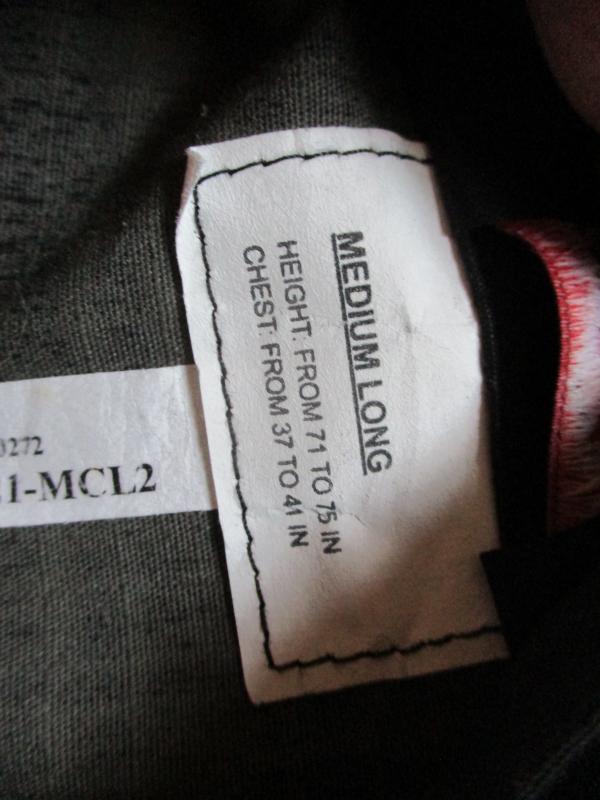 MEDIUM LONG
HEIGHT: FROM 71 TO 75 IN
CHEST: FROM 37 TO 41 IN
0272
1-MCL2